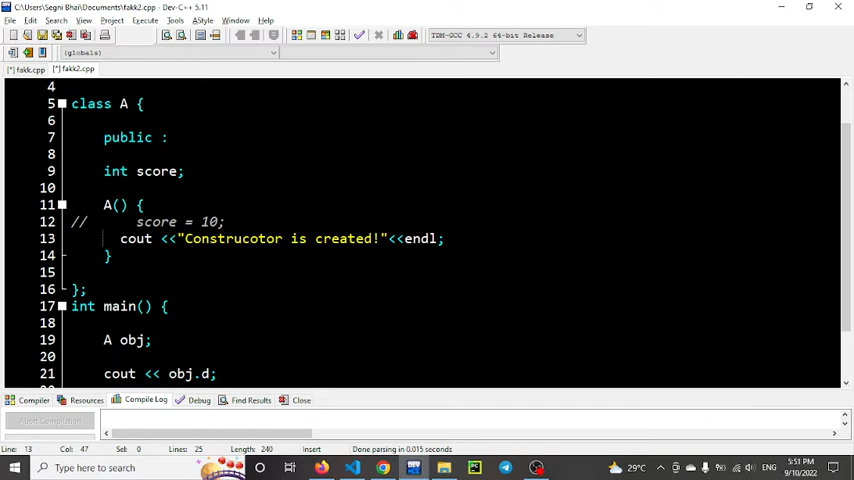 C:\Users\Segni Bhai\Documents\fakk2.cpp - Dev-C++ 5.11
File Edit Search View Project Execute Tools AStyle Window Help
TDM-GCC 4.9.2 64-bit Release
(globals)
[*] fakk.cpp [*] fakk2.cpp
4
5 class A {
6
7 public :
8
9 int score;
10
11 A() {
12 // score = 10;
13 cout <<"Construcotor is created!"<<endl;
14 }
15
16 };
17 int main() {
18
19 A obj;
20
21 cout << obj.d;
Compiler Resources Compile Log Debug Find Results Close
Abort Compilation
Line: 13 Col: 47 Sel: 0 Lines: 25 Length: 240 Insert Done parsing in 0.015 seconds
Type here to search
DEV
PC
29°C
ENG
5:51 PM
9/10/2022